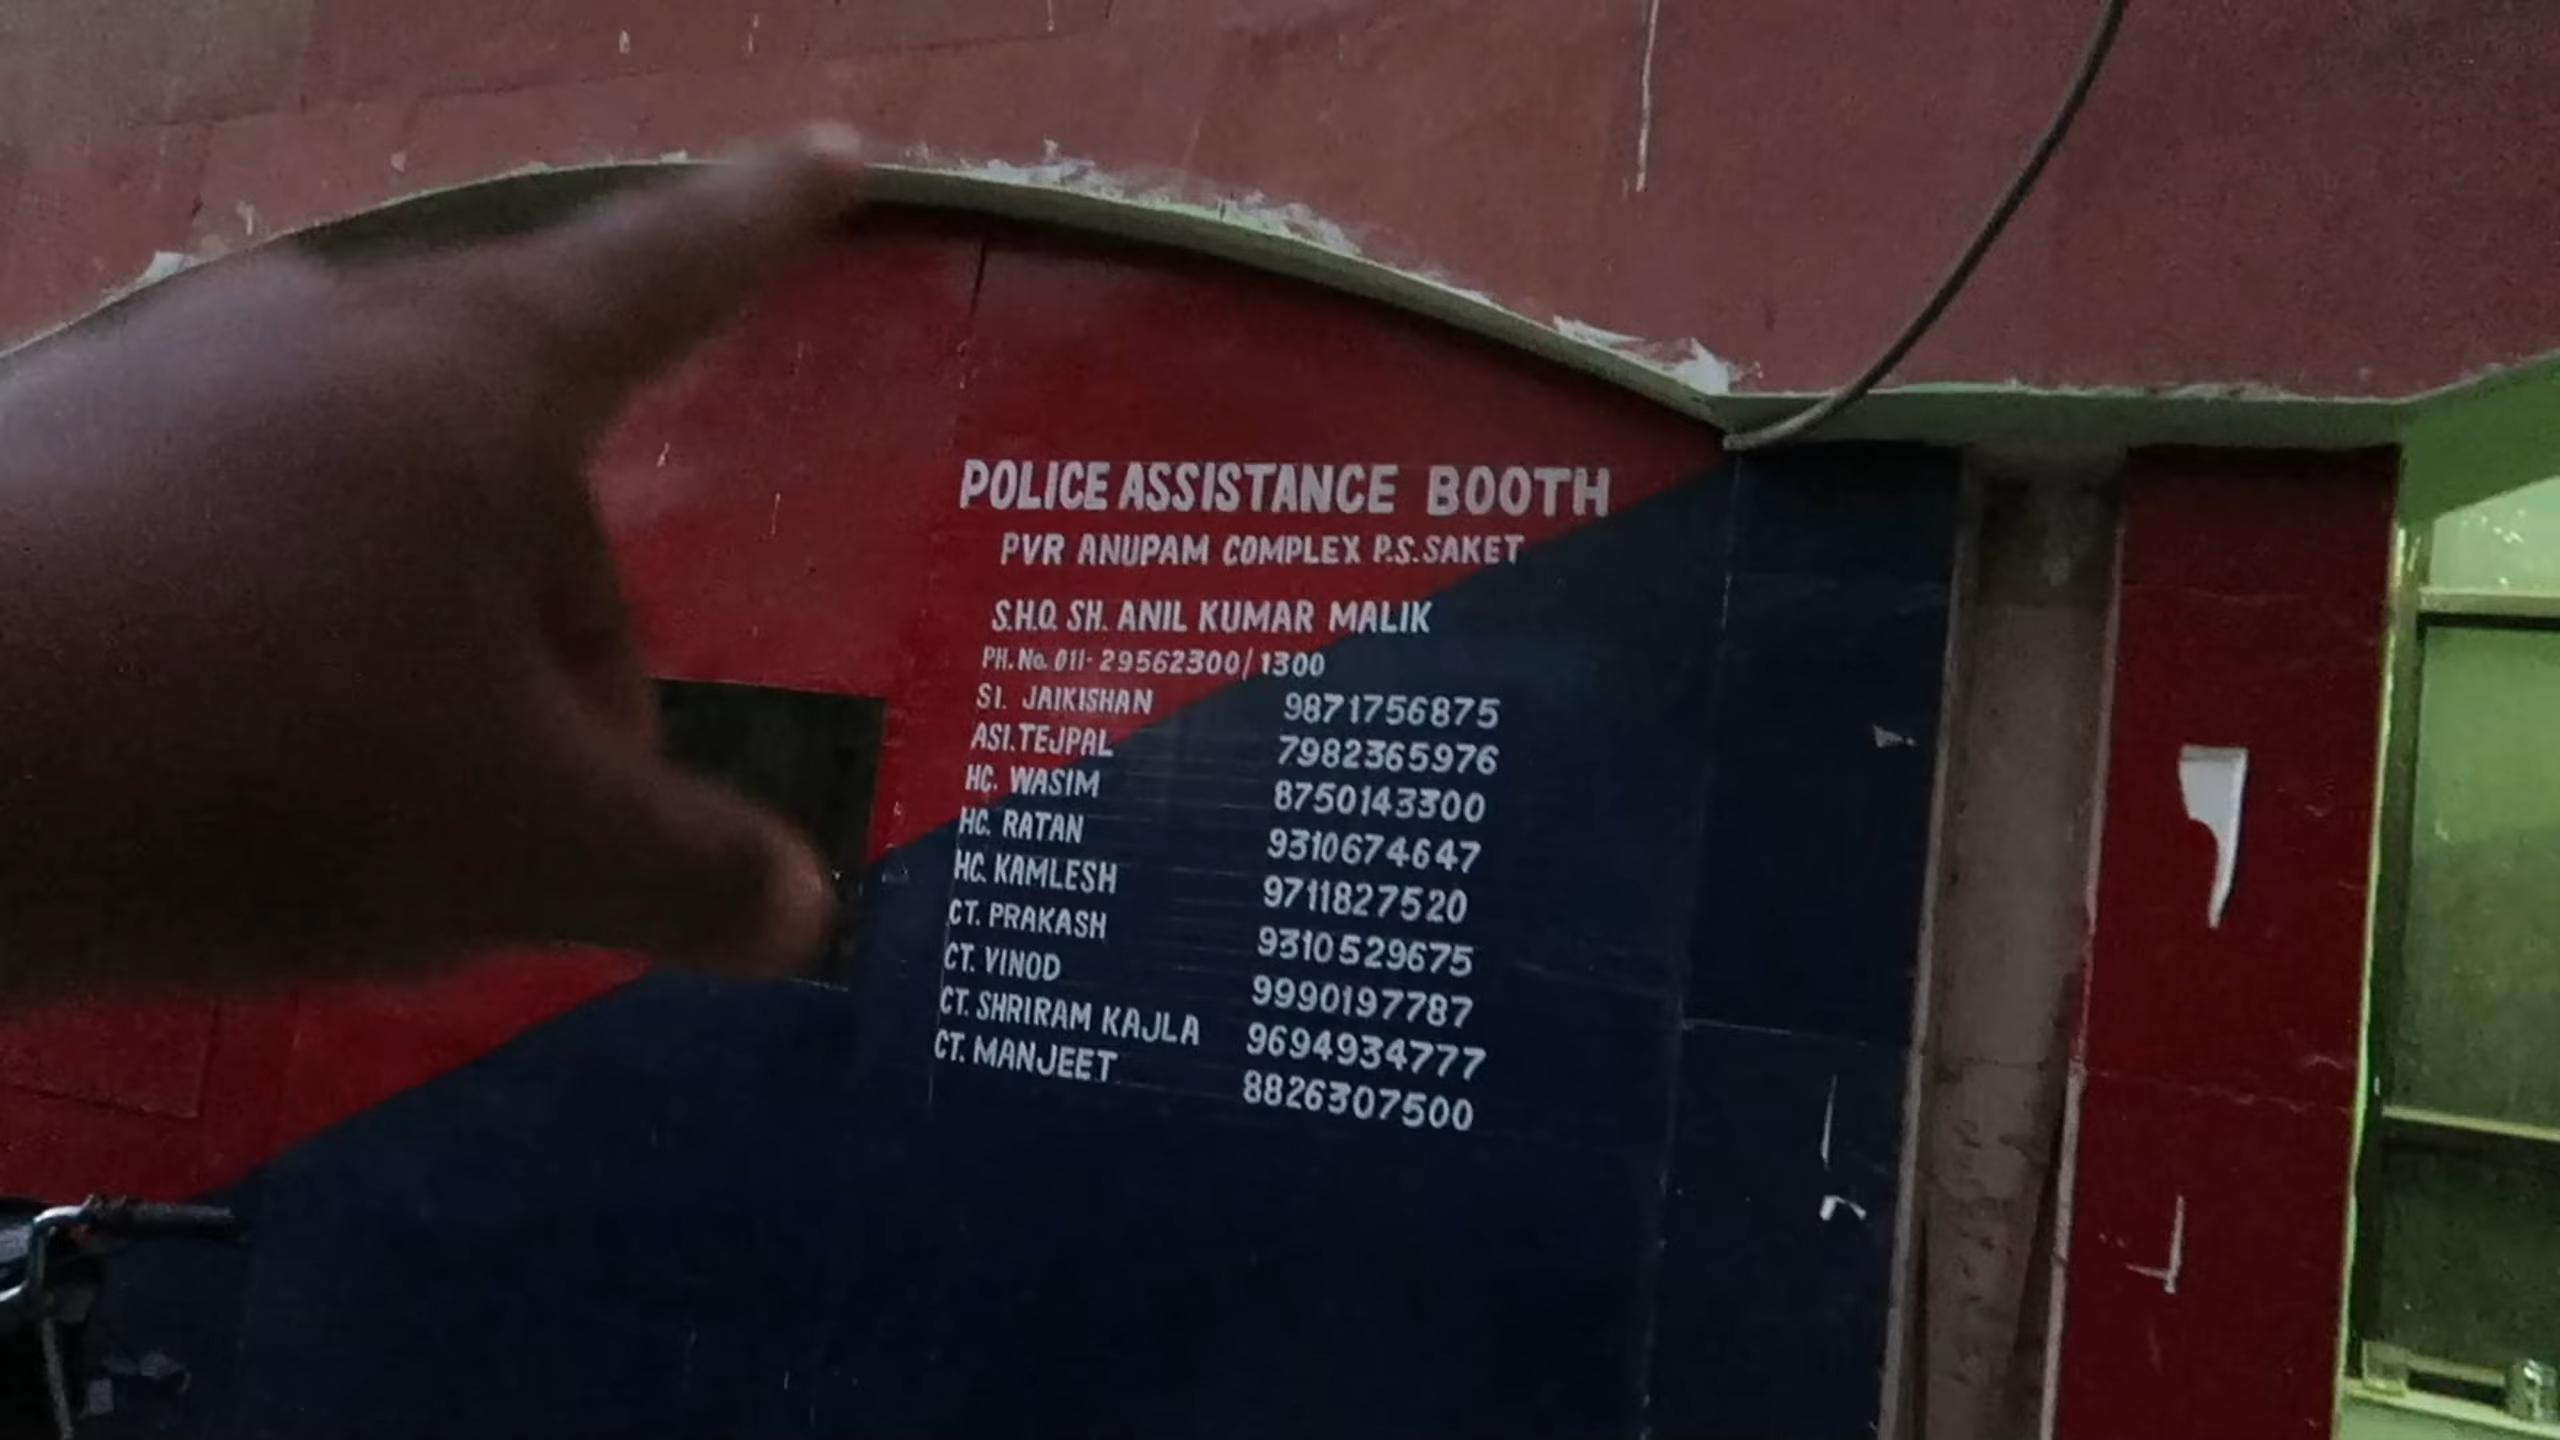 POLICE ASSISTANCE BOOTH
PVR ANUPAM COMPLEX P.S. SAKET
S.H.O. SH. ANIL KUMAR MALIK
PH. No. 011-29562300/1300
SI. JAIKISHAN 9871756875
ASI. TEJPAL 7982365976
HC. WASIM 8750143300
HC. RATAN 9310674647
HC. KAMLESH 9711827520
CT. PRAKASH 9310529675
CT. VINOD 9990197787
CT. SHRIRAM KAJLA 9694934777
CT. MANJEET 8826307500